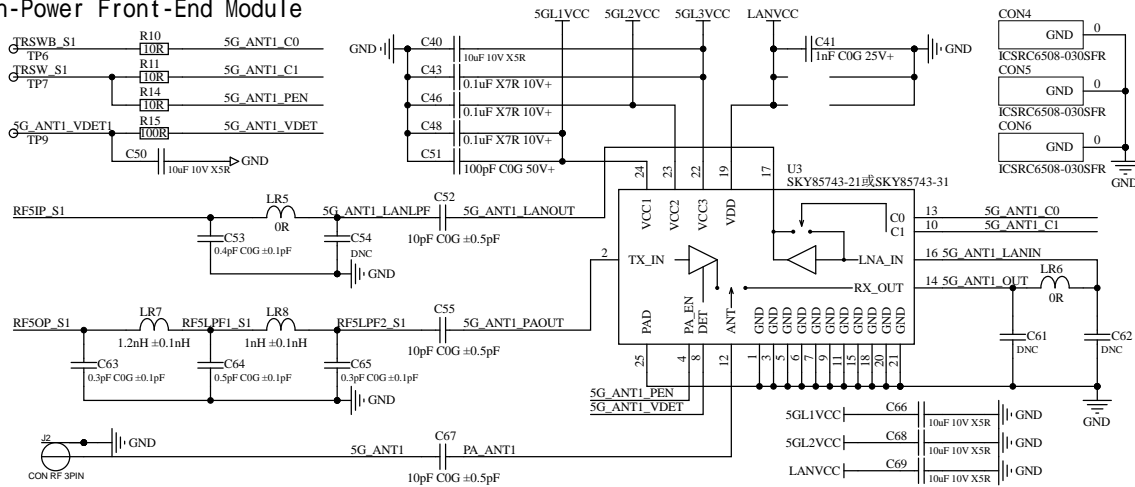 n-Power Front-End Module
TRSWB_S1
TP6
R10
10R
5G_ANT1_C0
TRSW_S1
TP7
R11
10R
5G_ANT1_C1
R14
10R
5G_ANT1_PEN
5G_ANT1_VDET1
TP9
R15
100R
5G_ANT1_VDET
C50
10uF 10V X5R
GND
5GL1VCC
5GL2VCC
5GL3VCC
LANVCC
GND
C40
10uF 10V X5R
C43
0.1uF X7R 10V+
C46
0.1uF X7R 10V+
C48
0.1uF X7R 10V+
C51
100pF C0G 50V+
C41
1nF C0G 25V+
GND
CON4
GND
0
ICSRC6508-030SFR
CON5
GND
0
ICSRC6508-030SFR
CON6
GND
0
ICSRC6508-030SFR
GND
RF5IP_S1
LR5
0R
5G_ANT1_LANLPF
C52
10pF C0G ±0.5pF
5G_ANT1_LANOUT
C53
0.4pF C0G ±0.1pF
C54
DNC
GND
RF5OP_S1
LR7
1.2nH ±0.1nH
RF5LPF1_S1
LR8
1nH ±0.1nH
RF5LPF2_S1
C55
10pF C0G ±0.5pF
5G_ANT1_PAOUT
C63
0.3pF C0G ±0.1pF
C64
0.5pF C0G ±0.1pF
C65
0.3pF C0G ±0.1pF
GND
J2
CON RF 3PIN
GND
5G_ANT1
C67
10pF C0G ±0.5pF
PA_ANT1
U3
SKY85743-21或SKY85743-31
24
23
22
19
17
VCC1
VCC2
VCC3
VDD
C0
C1
LNA_IN
RX_OUT
2
TX_IN
PAD
PA_EN
DET
ANT
GND
GND
GND
GND
GND
GND
GND
GND
GND
GND
GND
25
4
8
12
1
3
5
6
7
9
11
15
18
20
21
13
5G_ANT1_C0
10
5G_ANT1_C1
16
5G_ANT1_LANIN
14
5G_ANT1_OUT
LR6
0R
C61
DNC
C62
DNC
GND
5G_ANT1_PEN
5G_ANT1_VDET
5GL1VCC
C66
10uF 10V X5R
GND
5GL2VCC
C68
10uF 10V X5R
GND
LANVCC
C69
10uF 10V X5R
GND